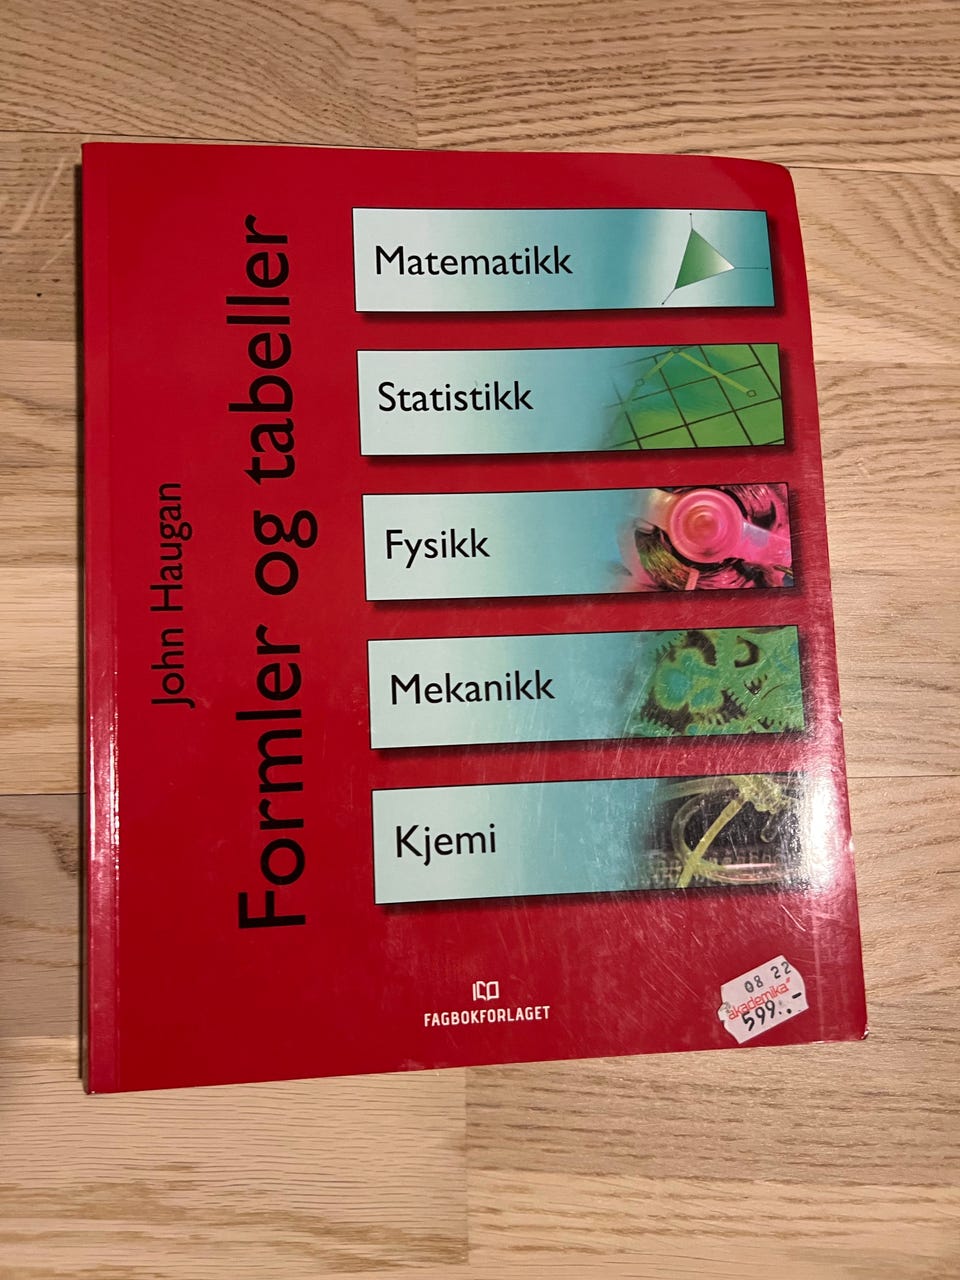 John Haugan
Formler og tabeller
Matematikk
Statistikk
Fysikk
Mekanikk
Kjemi
FAGBOKFORLAGET
08 22
akademika
599.-